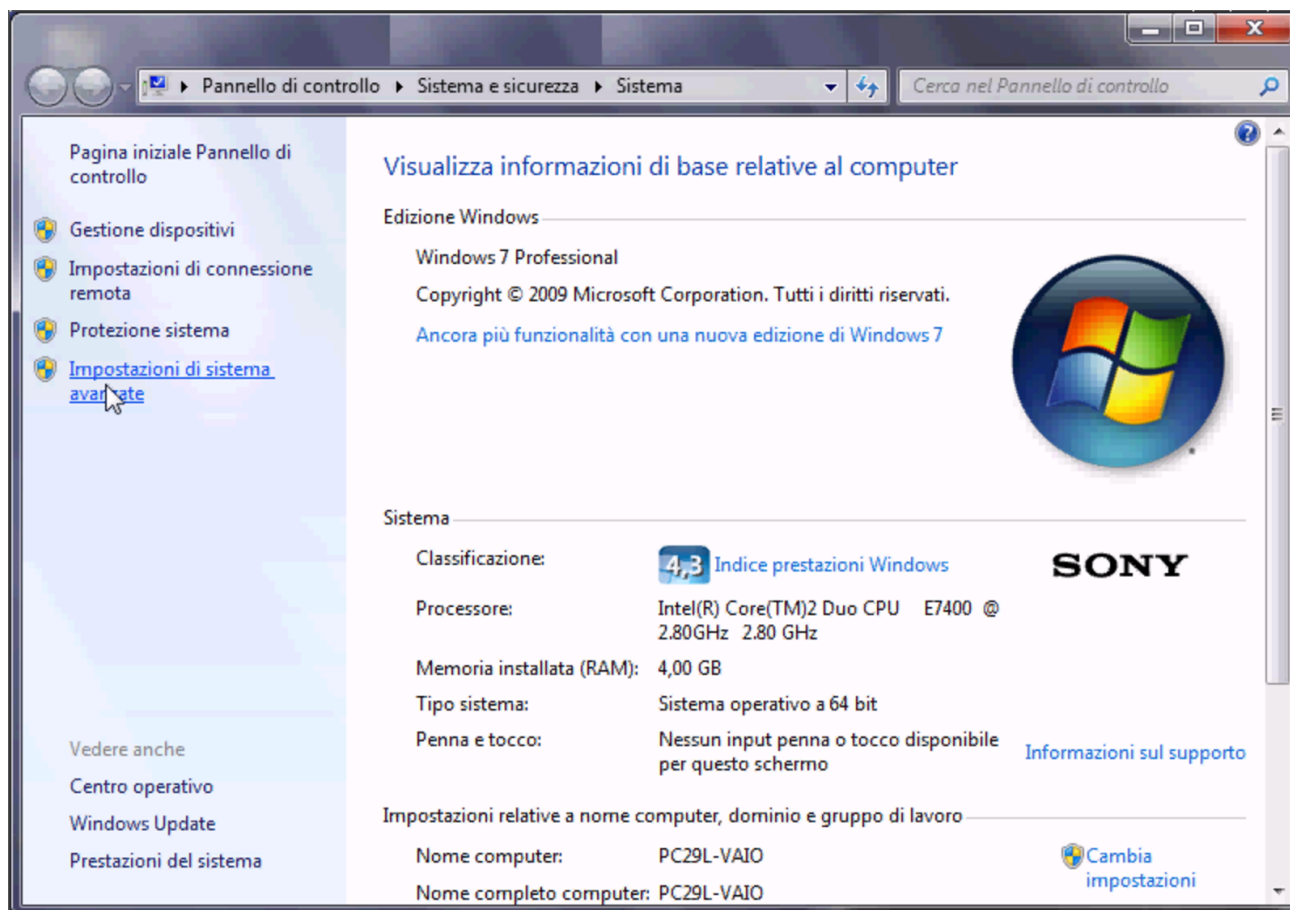 Pannello di controllo
Sistema e sicurezza
Sistema
Cerca nel Pannello di controllo
Pagina iniziale Pannello di
controllo
Gestione dispositivi
Impostazioni di connessione
remota
Protezione sistema
Impostazioni di sistema
avanzate
Vedere anche
Centro operativo
Windows Update
Prestazioni del sistema
Visualizza informazioni di base relative al computer
Edizione Windows
Windows 7 Professional
Copyright © 2009 Microsoft Corporation. Tutti i diritti riservati.
Ancora più funzionalità con una nuova edizione di Windows 7
Sistema
Classificazione: 4,3 Indice prestazioni Windows
SONY
Processore: Intel(R) Core(TM)2 Duo CPU E7400 @
2.80GHz 2.80 GHz
Memoria installata (RAM): 4,00 GB
Tipo sistema: Sistema operativo a 64 bit
Penna e tocco: Nessun input penna o tocco disponibile
per questo schermo
Informazioni sul supporto
Impostazioni relative a nome computer, dominio e gruppo di lavoro
Nome computer: PC29L-VAIO
Cambia
impostazioni
Nome completo computer: PC29L-VAIO